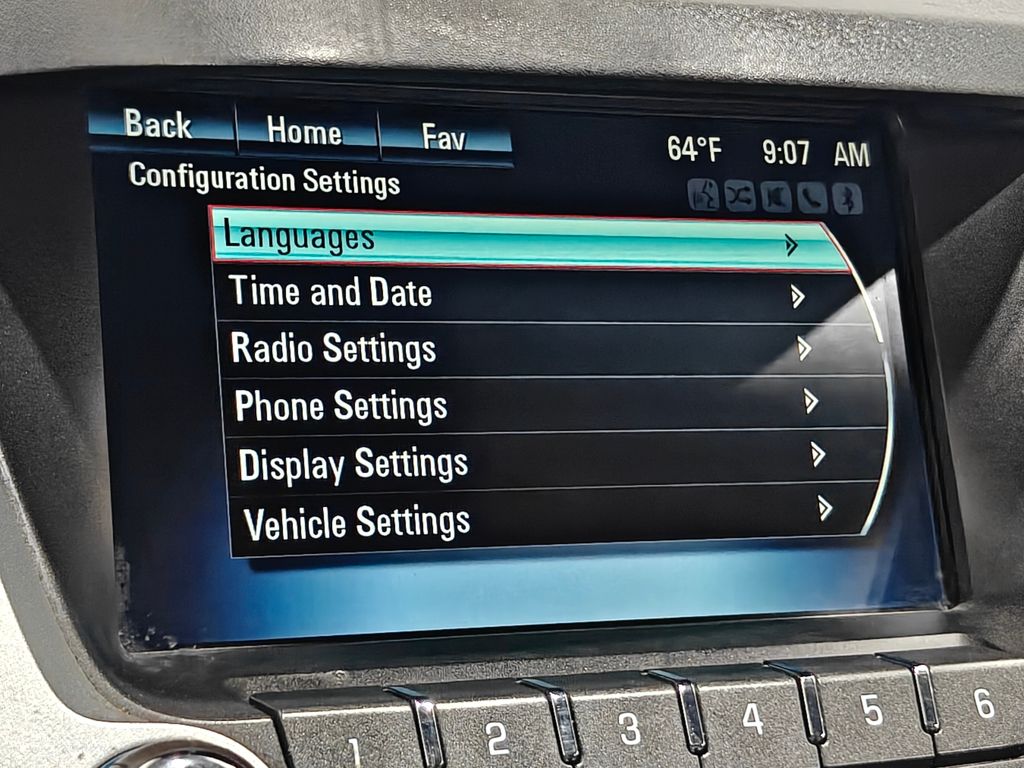 Back Home Fav
64°F 9:07 AM
Configuration Settings
Languages
Time and Date
Radio Settings
Phone Settings
Display Settings
Vehicle Settings
1 2 3 4 5 6